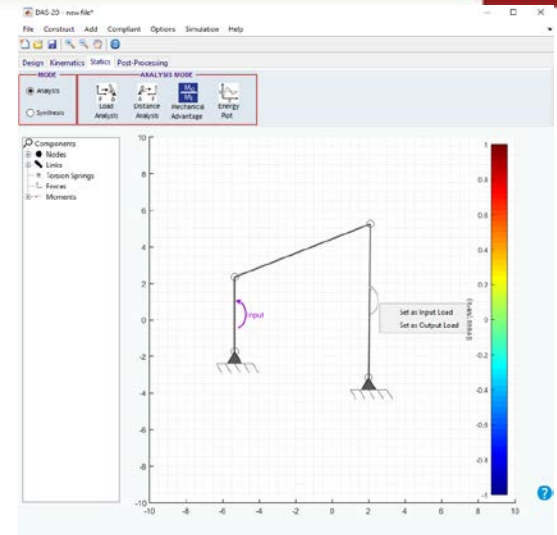 DAS-2D - new-file*
File Construct Add Compliant Options Simulation Help
Design Kinematics Statics Post-Processing
MODE
ANALYSIS MODE
Analysis
Synthesis
Load Analysis
Distance Analysis
Mechanical Advantage
Energy Plot
Components
Nodes
Links
Torsion Springs
Forces
Moments
10
8
6
4
2
0
-2
-4
-6
-8
-10
-10 -8 -6 -4 -2 0 2 4 6 8 10
Input
Set as Input Load
Set as Output Load
1
0.8
0.6
0.4
0.2
0
-0.2
-0.4
-0.6
-0.8
-1
?